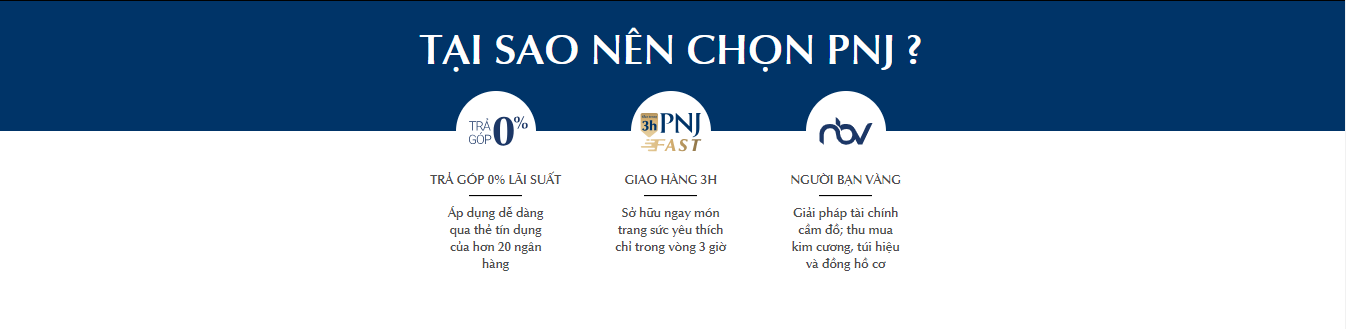 TẠI SAO NÊN CHỌN PNJ ?
TRẢ
GÓP 0%
3h PNJ
FAST
nbv
TRẢ GÓP 0% LÃI SUẤT
GIAO HÀNG 3H
NGƯỜI BẠN VÀNG
Áp dụng dễ dàng
qua thẻ tín dụng
của hơn 20 ngân
hàng
Sở hữu ngay món
trang sức yêu thích
chỉ trong vòng 3 giờ
Giải pháp tài chính
cầm đồ; thu mua
kim cương, túi hiệu
và đồng hồ cơ